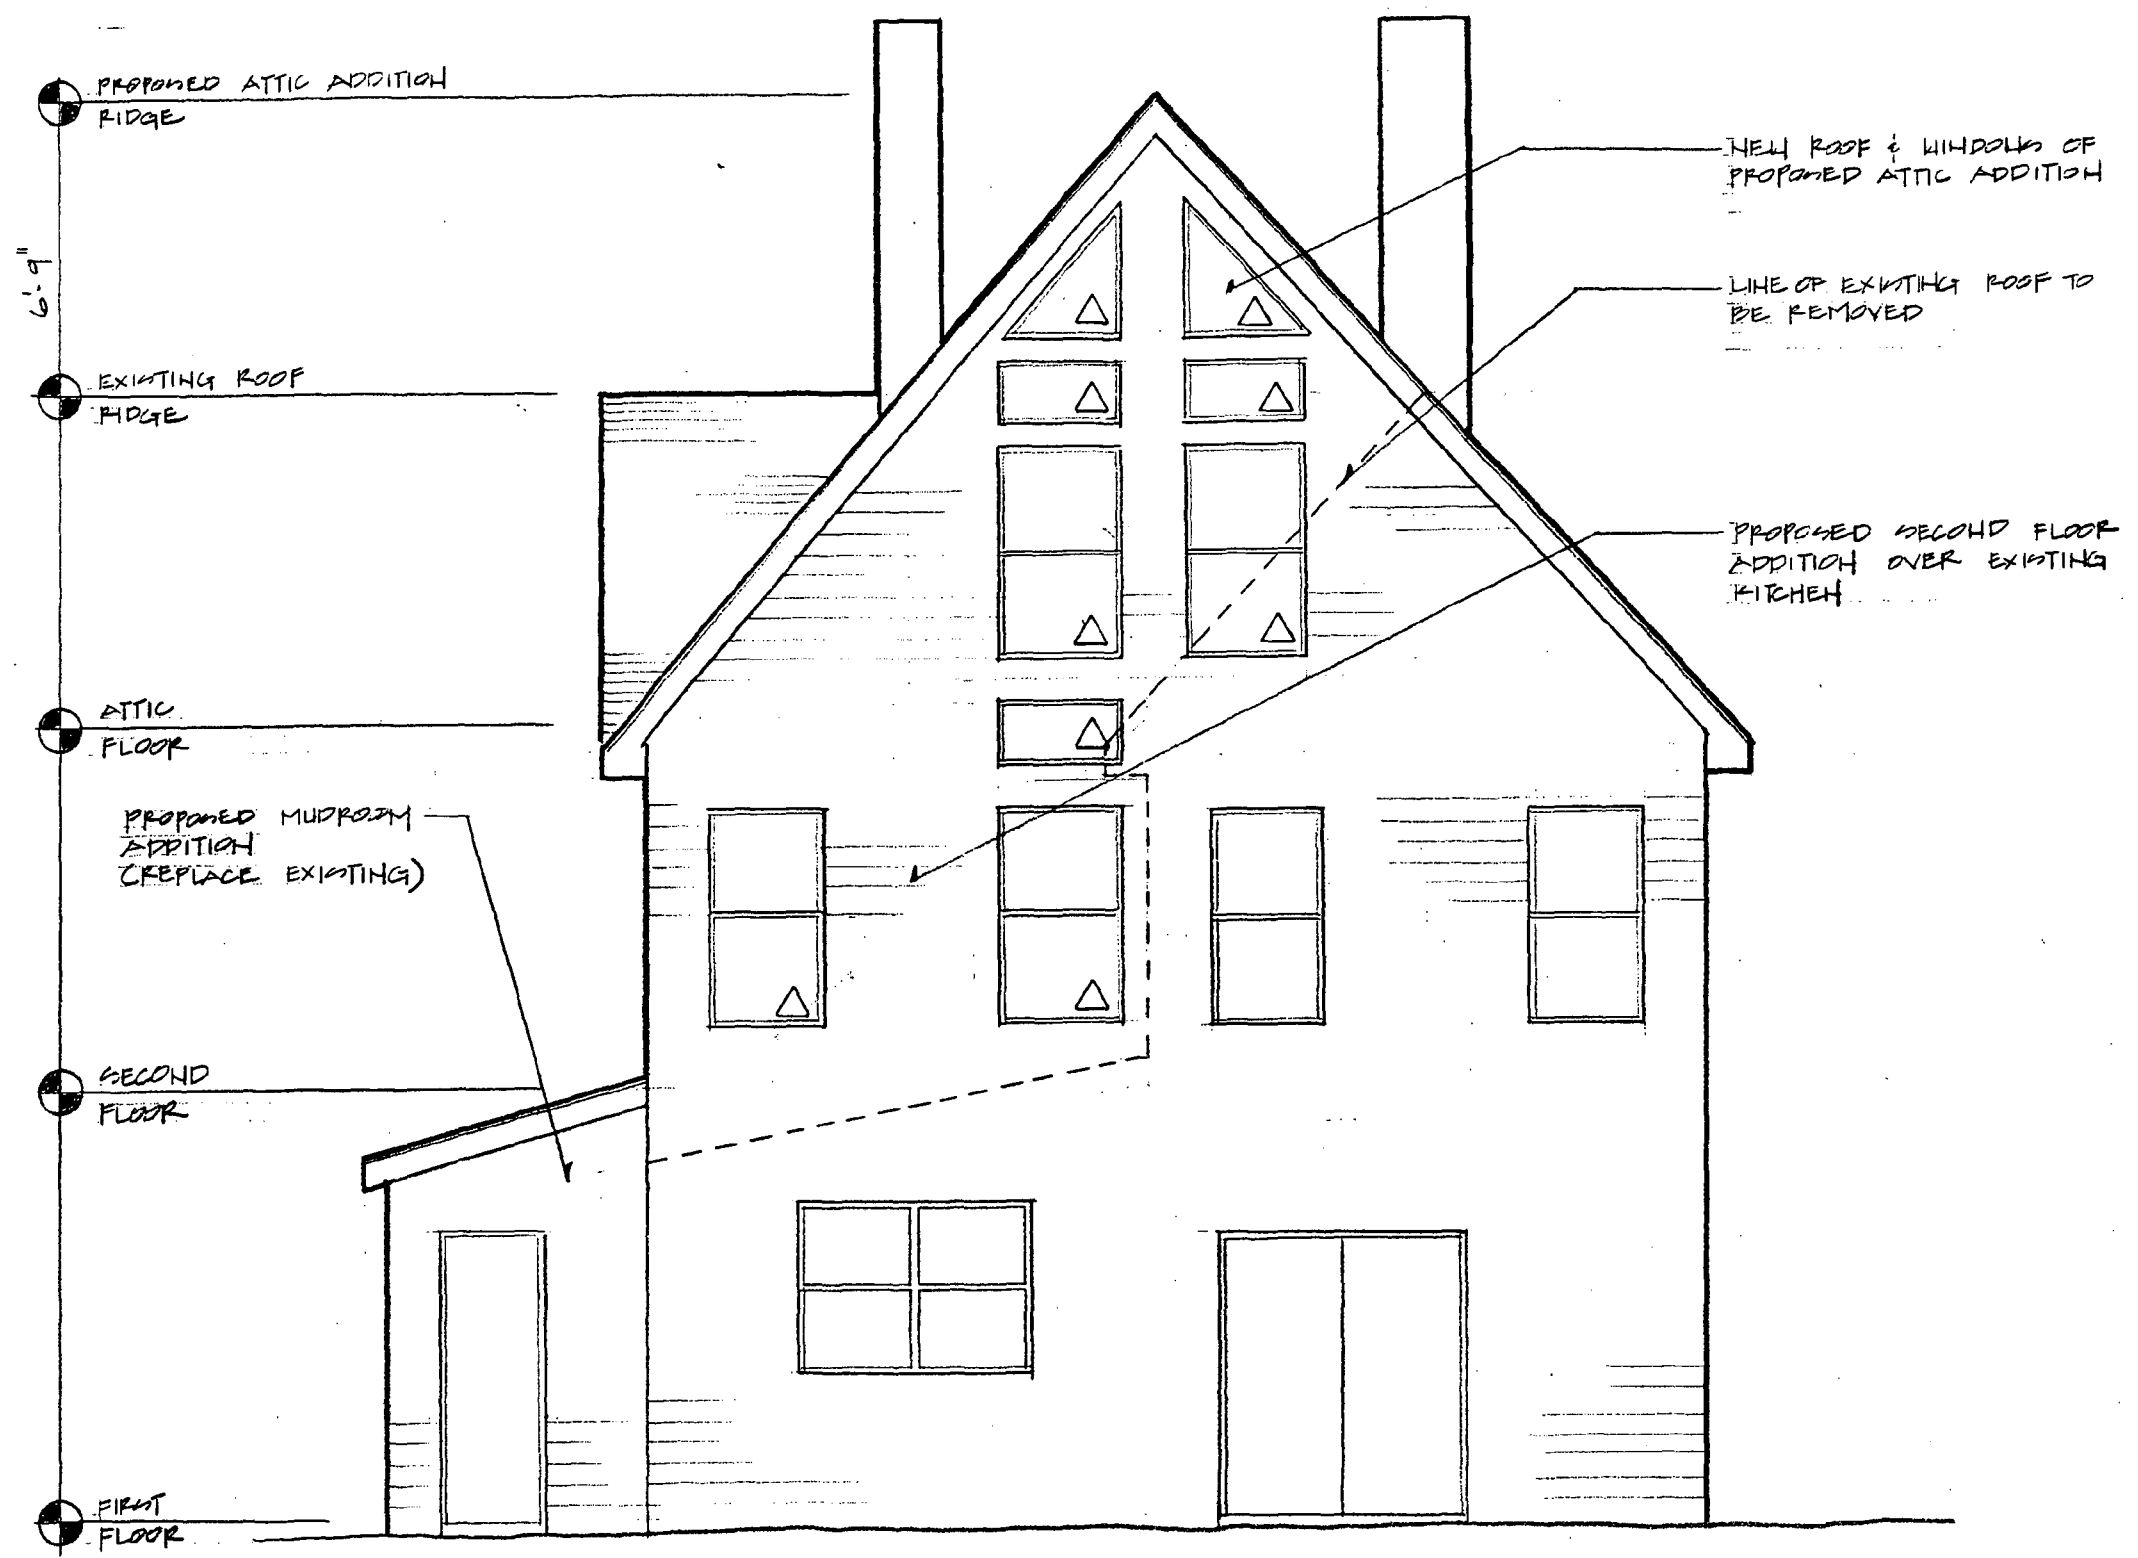 PROPOSED ATTIC ADDITION
RIDGE
6'-9"
EXISTING ROOF
RIDGE
ATTIC
FLOOR
PROPOSED MUDROOM
ADDITION
(REPLACE EXISTING)
SECOND
FLOOR
FIRST
FLOOR
NEW ROOF & WINDOWS OF
PROPOSED ATTIC ADDITION
LINE OF EXISTING ROOF TO
BE REMOVED
PROPOSED SECOND FLOOR
ADDITION OVER EXISTING
KITCHEN